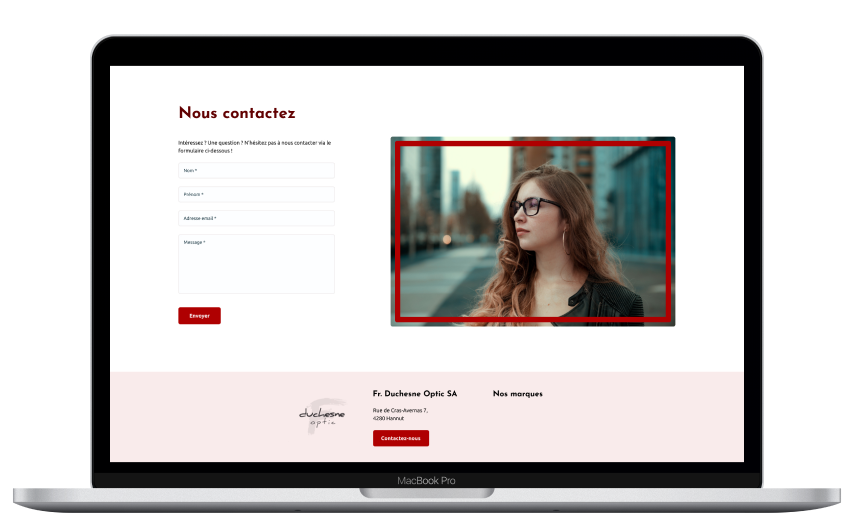 Nous contactez
Intéressez ? Une question ? N'hésitez pas à nous contacter via le
formulaire ci-dessous !
Nom *
Prénom *
Adresse email *
Message *
Envoyer
duchesne
optic
Fr. Duchesne Optic SA
Rue de Cras-Avernas 7,
4280 Hannut
Contactez-nous
Nos marques
MacBook Pro